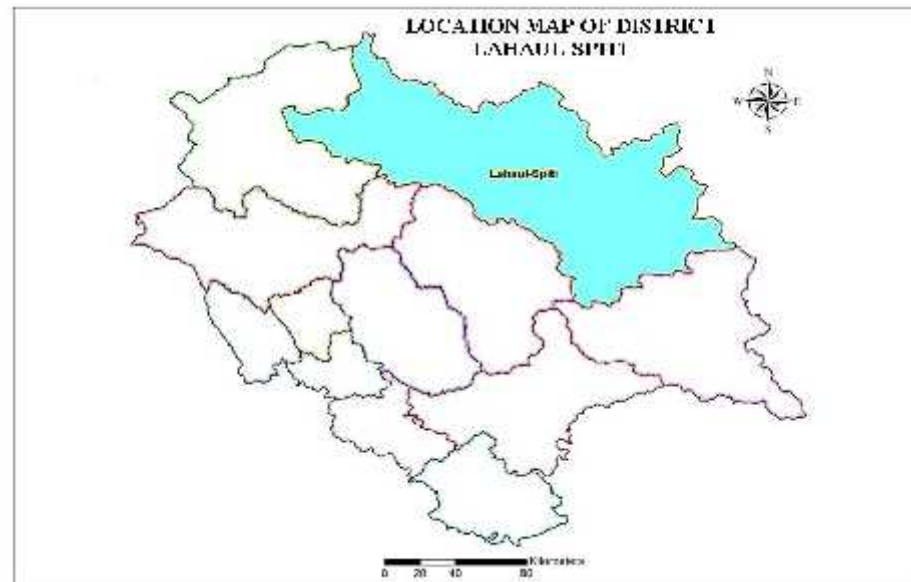 LOCATION MAP OF DISTRICT
LAHAUL SPITI
N
W E
S
Lahaul-Spiti
Kilometers
0 20 40 80